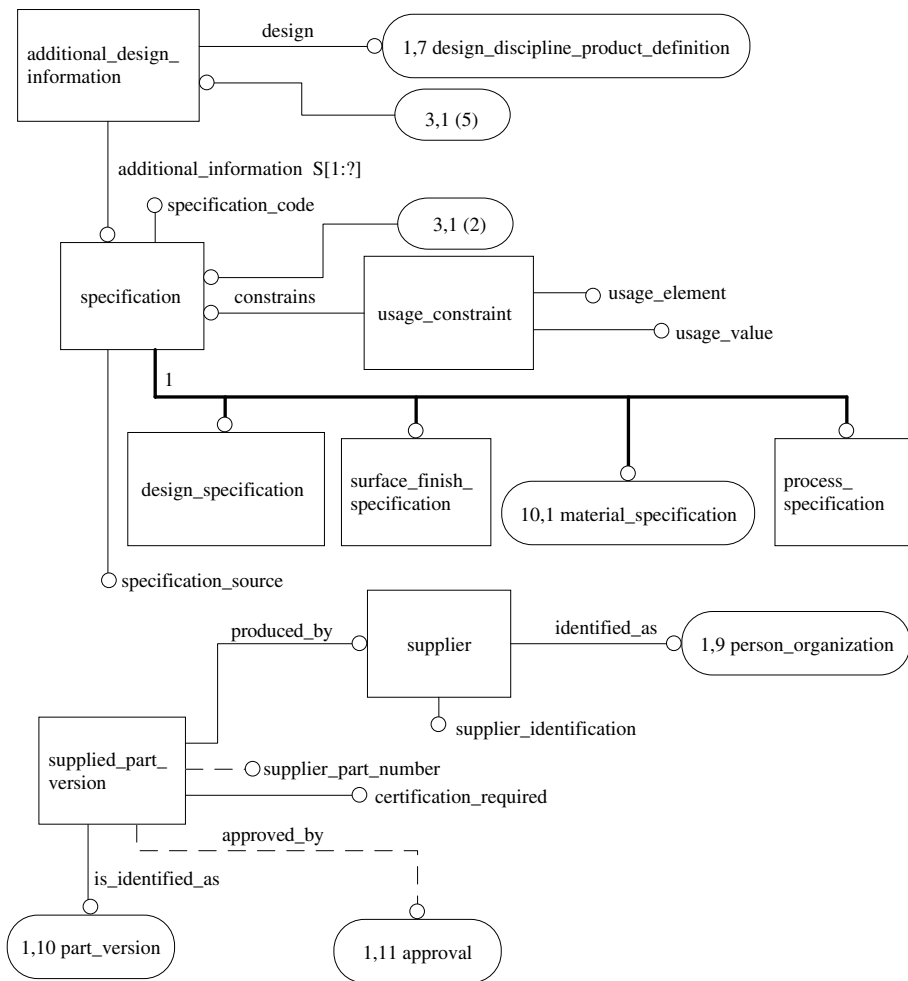 design
additional_design_
information
1,7 design_discipline_product_definition
3,1 (5)
additional_information  S[1:?]
specification_code
3,1 (2)
specification
constrains
usage_constraint
usage_element
usage_value
1
design_specification
surface_finish_
specification
10,1 material_specification
process_
specification
specification_source
produced_by
supplier
identified_as
1,9 person_organization
supplier_identification
supplied_part_
version
supplier_part_number
certification_required
approved_by
is_identified_as
1,10 part_version
1,11 approval